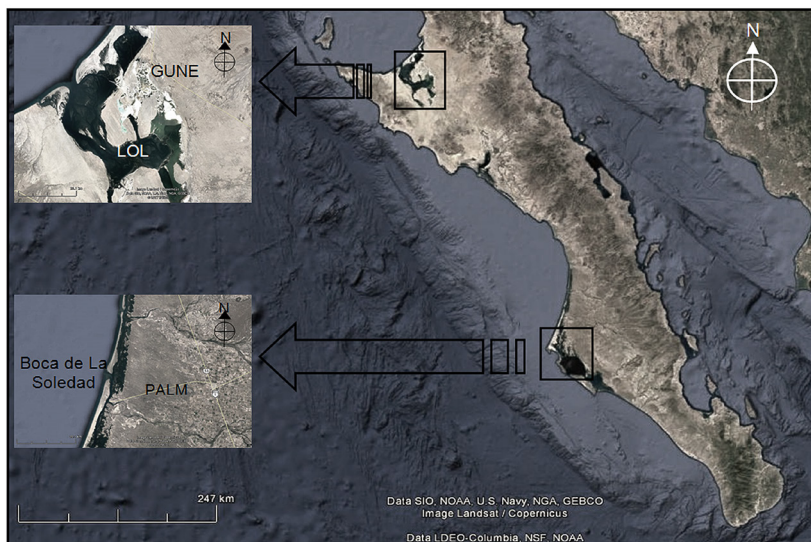 N
GUNE
LOL
N
N
Boca de La
Soledad
PALM
247 km
Data SIO, NOAA, U.S. Navy, NGA, GEBCO
Image Landsat / Copernicus
Data LDEO-Columbia, NSF, NOAA